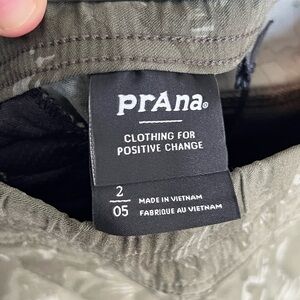 prAna®
CLOTHING FOR
POSITIVE CHANGE
2
05
MADE IN VIETNAM
FABRIQUE AU VIETNAM